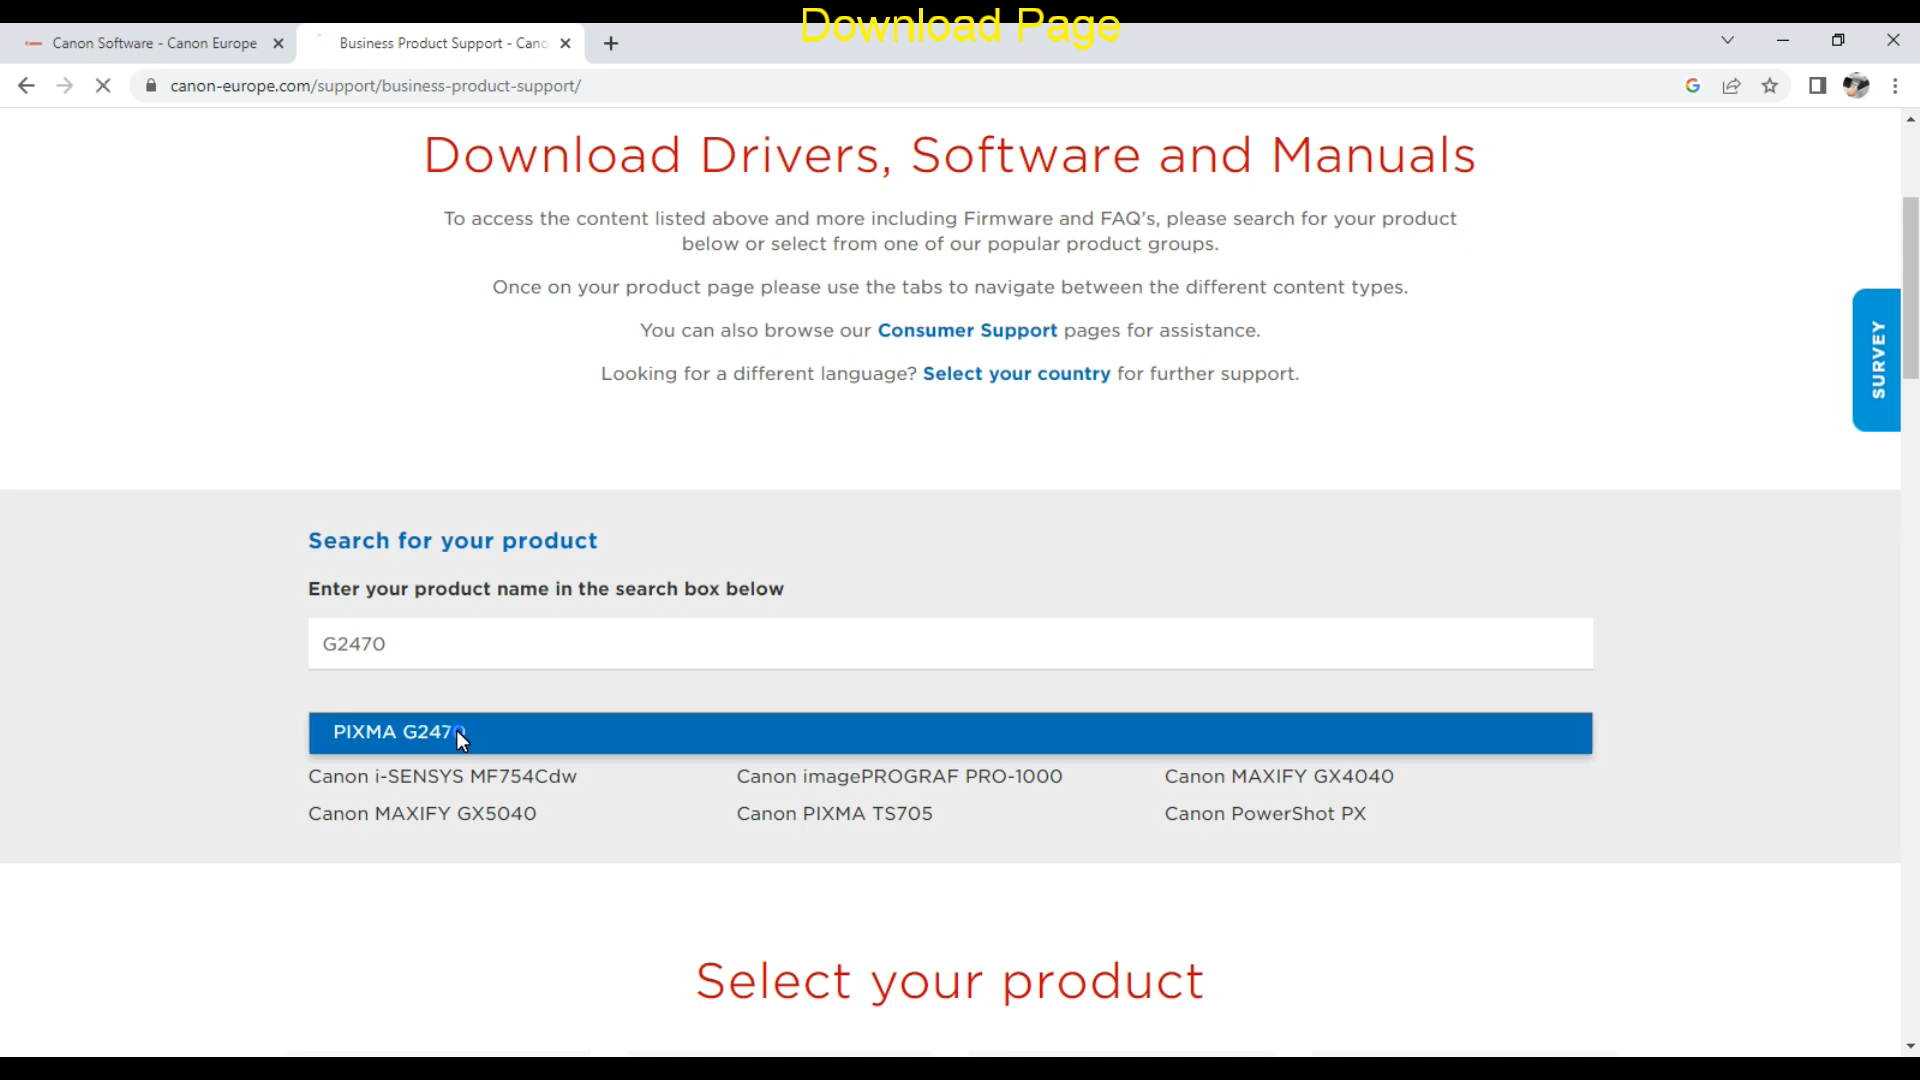 Download Page
Canon Software - Canon Europe
Business Product Support - Cano
canon-europe.com/support/business-product-support/
Download Drivers, Software and Manuals
To access the content listed above and more including Firmware and FAQ's, please search for your product
below or select from one of our popular product groups.
Once on your product page please use the tabs to navigate between the different content types.
You can also browse our Consumer Support pages for assistance.
Looking for a different language? Select your country for further support.
SURVEY
Search for your product
Enter your product name in the search box below
G2470
PIXMA G2470
Canon i-SENSYS MF754Cdw Canon imagePROGRAF PRO-1000 Canon MAXIFY GX4040
Canon MAXIFY GX5040 Canon PIXMA TS705 Canon PowerShot PX
Select your product